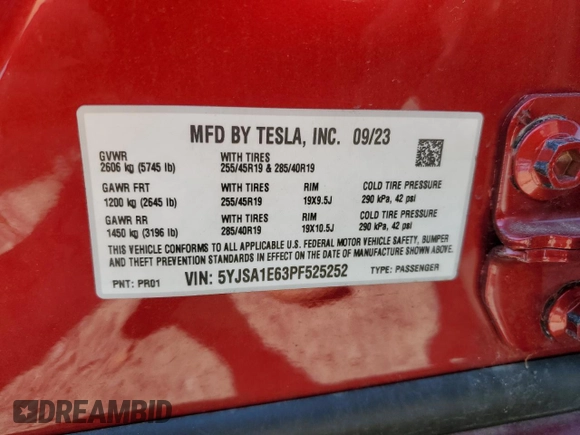 MFD BY TESLA, INC. 09/23
GVWR WITH TIRES
2606 kg (5745 lb) 255/45R19 & 285/40R19
GAWR FRT WITH TIRES RIM COLD TIRE PRESSURE
1200 kg (2645 lb) 255/45R19 19X9.5J 290 kPa, 42 psi
GAWR RR WITH TIRES RIM COLD TIRE PRESSURE
1450 kg (3196 lb) 285/40R19 19X10.5J 290 kPa, 42 psi
THIS VEHICLE CONFORMS TO ALL APPLICABLE U.S. FEDERAL MOTOR VEHICLE SAFETY, BUMPER
AND THEFT PREVENTION STANDARDS IN EFFECT ON THE DATE OF MANUFACTURE SHOWN ABOVE.
PNT: PR01 VIN: 5YJSA1E63PF525252 TYPE: PASSENGER
DREAMBID